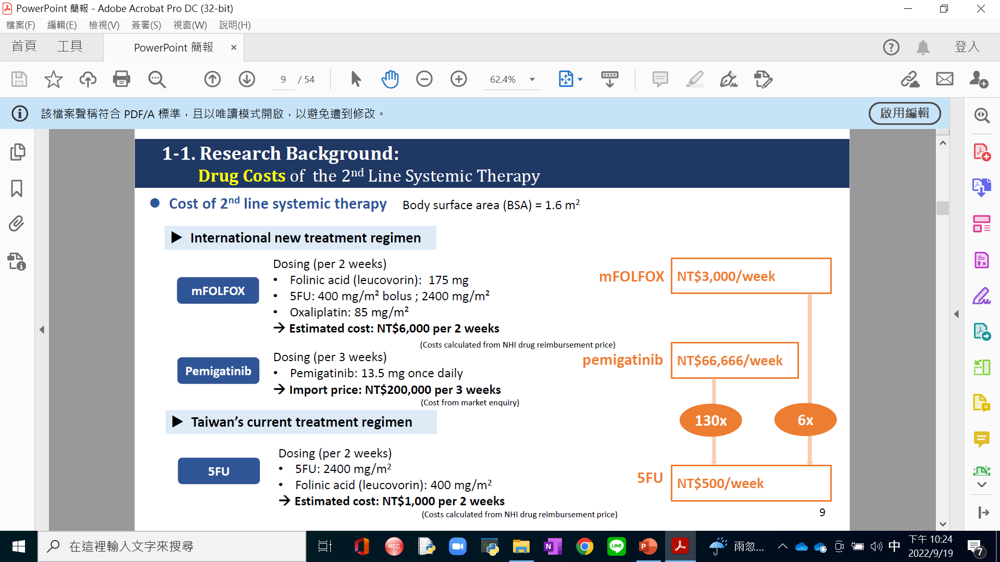 PowerPoint 簡報 - Adobe Acrobat Pro DC (32-bit)
檔案(F) 編輯(E) 檢視(V) 簽署(S) 視窗(W) 說明(H)
首頁 工具 PowerPoint 簡報 × 登入
9 / 54 62.4%
該檔案聲稱符合 PDF/A 標準，且以唯讀模式開啟，以避免遭到修改。 啟用編輯
1-1. Research Background:
Drug Costs of the 2nd Line Systemic Therapy
● Cost of 2nd line systemic therapy Body surface area (BSA) = 1.6 m²
▶ International new treatment regimen
mFOLFOX
Dosing (per 2 weeks)
• Folinic acid (leucovorin): 175 mg
• 5FU: 400 mg/m² bolus ; 2400 mg/m²
• Oxaliplatin: 85 mg/m²
→ Estimated cost: NT$6,000 per 2 weeks
(Costs calculated from NHI drug reimbursement price)
mFOLFOX NT$3,000/week
Pemigatinib
Dosing (per 3 weeks)
• Pemigatinib: 13.5 mg once daily
→ Import price: NT$200,000 per 3 weeks
(Cost from market enquiry)
pemigatinib NT$66,666/week
130x 6x
▶ Taiwan’s current treatment regimen
5FU
Dosing (per 2 weeks)
• 5FU: 2400 mg/m²
• Folinic acid (leucovorin): 400 mg/m²
→ Estimated cost: NT$1,000 per 2 weeks
(Costs calculated from NHI drug reimbursement price)
5FU NT$500/week
9
在這裡輸入文字來搜尋
REC
N
LINE
P
雨忽...
中
下午 10:24
2022/9/19
7